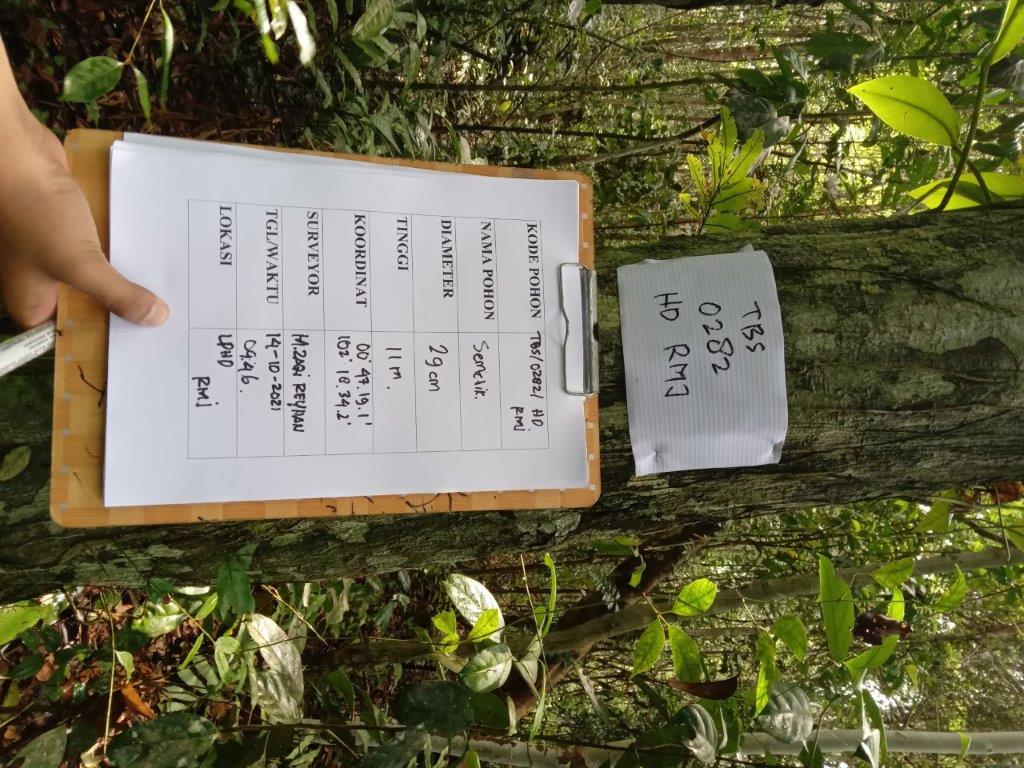 TBS
0282
HD RMJ
KODE POHON TBS/0282/ HD
RMJ
NAMA POHON
DIAMETER 29 cm
TINGGI 11 M.
KOORDINAT 00° 47. 19. 1'
102° 18. 34. 2'
SURVEYOR M. ZAQI REYHAN
TGL/WAKTU 14-10-2021
09.46.
LOKASI LPHD
RMJ